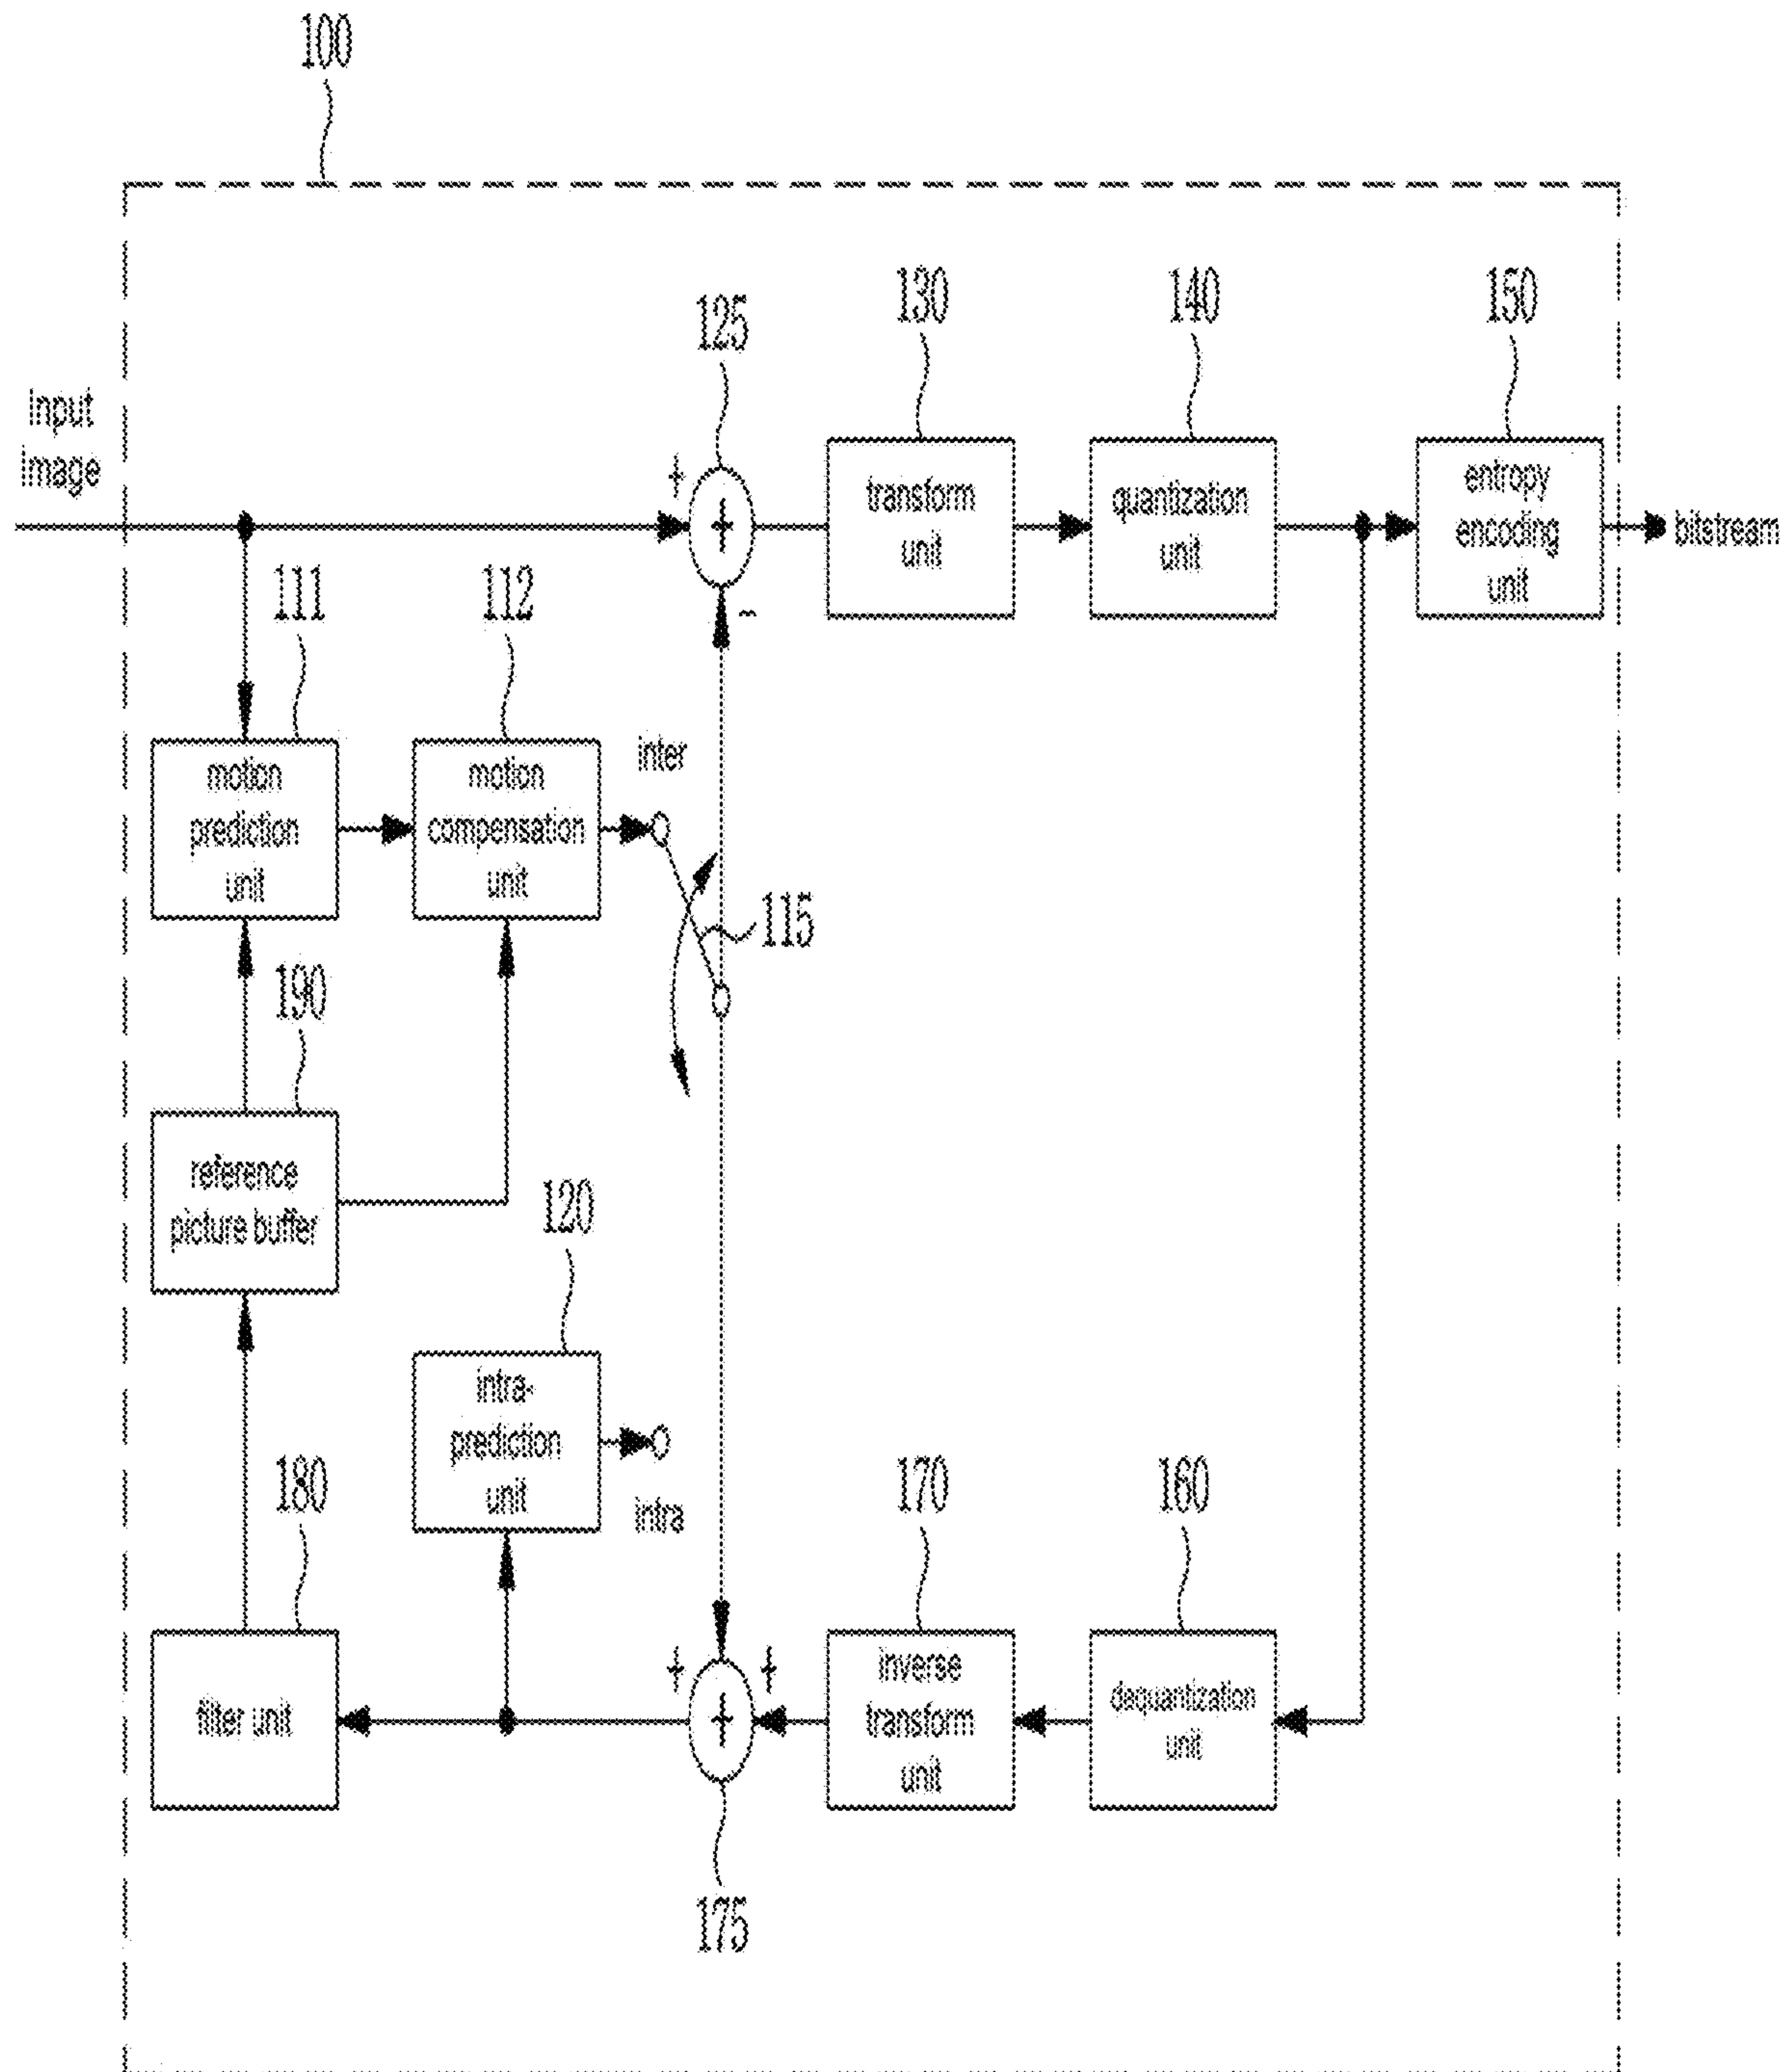 100
125
130
140
150
input
image
+
+
transform
unit
quantization
unit
entropy
encoding
unit
bitstream
-
111
112
motion
prediction
unit
motion
compensation
unit
inter
115
190
reference
picture buffer
120
intra-
prediction
unit
intra
180
170
160
filter unit
+
+
+
inverse
transform
unit
dequantization
unit
175